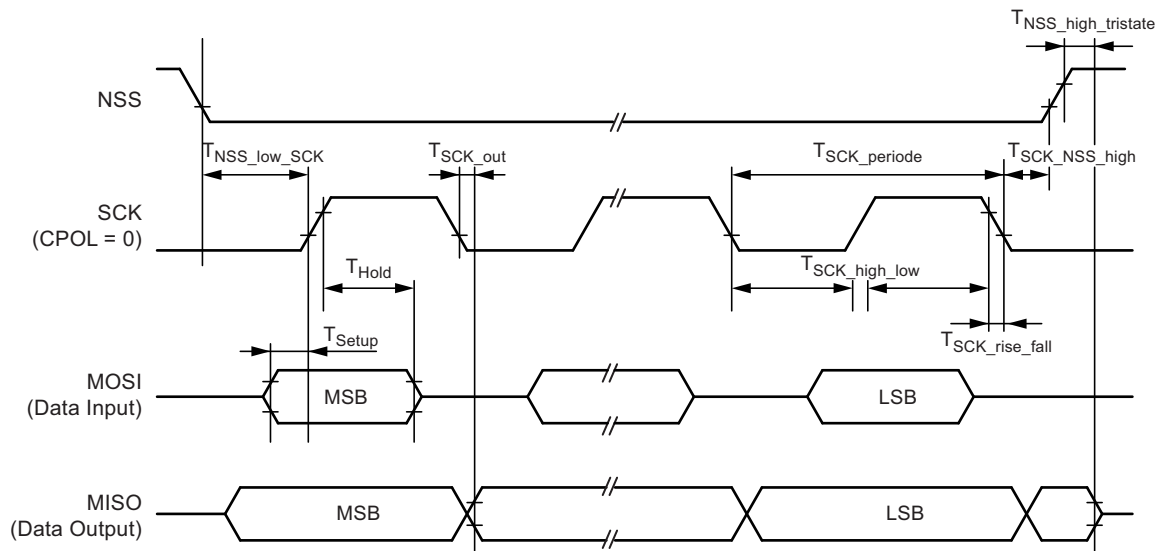 T_NSS_high_tristate
NSS
T_NSS_low_SCK
T_SCK_out
T_SCK_periode
T_SCK_NSS_high
SCK
(CPOL = 0)
T_Hold
T_SCK_high_low
T_Setup
T_SCK_rise_fall
MOSI
(Data Input)
MSB
LSB
MISO
(Data Output)
MSB
LSB